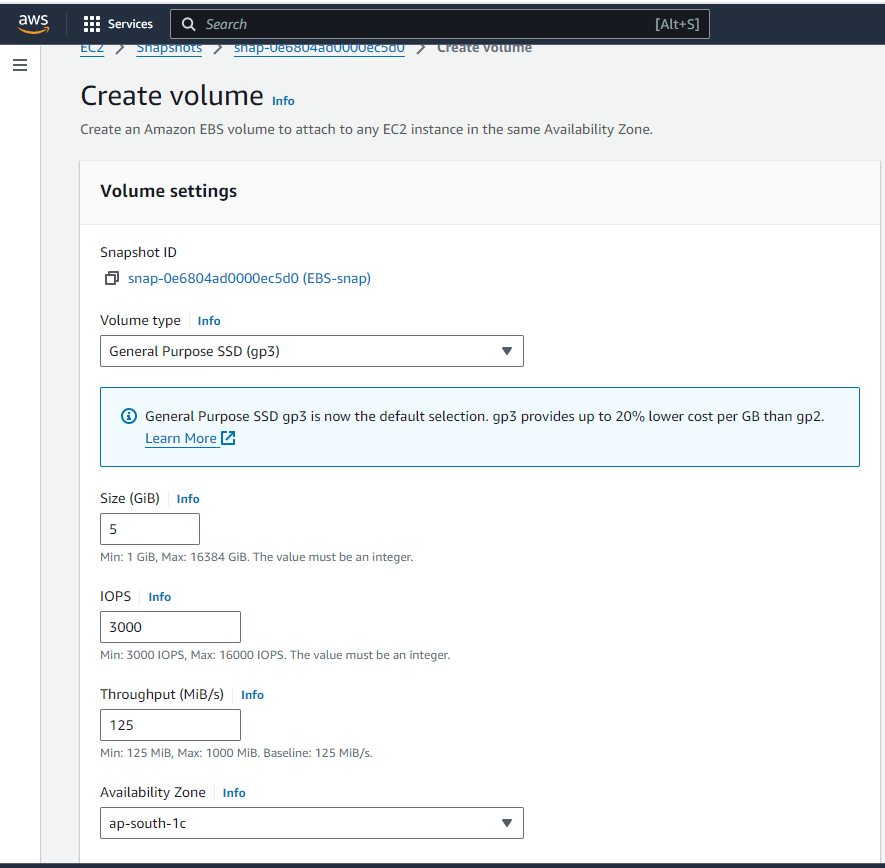 aws
Services
Search
[Alt+S]
EC2 > Snapshots > snap-0e6804ad0000ec5d0 > Create volume
Create volume Info
Create an Amazon EBS volume to attach to any EC2 instance in the same Availability Zone.
Volume settings
Snapshot ID
snap-0e6804ad0000ec5d0 (EBS-snap)
Volume type Info
General Purpose SSD (gp3)
General Purpose SSD gp3 is now the default selection. gp3 provides up to 20% lower cost per GB than gp2.
Learn More
Size (GiB) Info
5
Min: 1 GiB, Max: 16384 GiB. The value must be an integer.
IOPS Info
3000
Min: 3000 IOPS, Max: 16000 IOPS. The value must be an integer.
Throughput (MiB/s) Info
125
Min: 125 MiB, Max: 1000 MiB. Baseline: 125 MiB/s.
Availability Zone Info
ap-south-1c